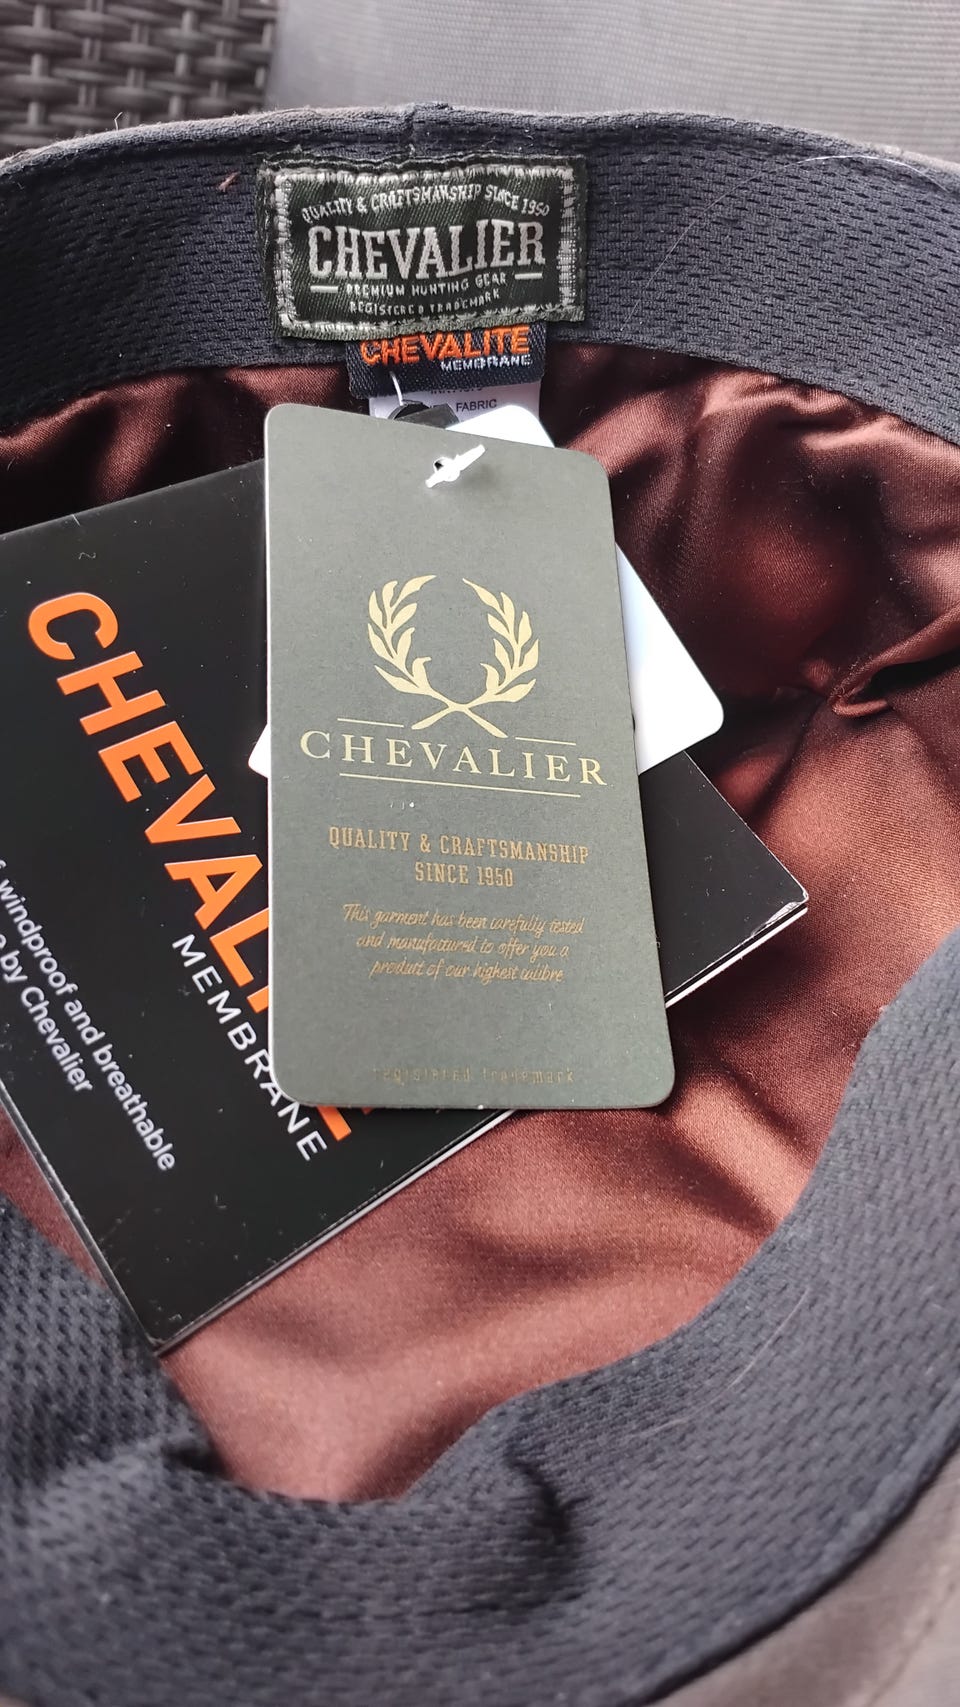 QUALITY & CRAFTSMANSHIP SINCE 1950
CHEVALIER
PREMIUM HUNTING GEAR
REGISTERED TRADEMARK
CHEVALITE
MEMBRANE
FABRIC
CHEVALIER
QUALITY & CRAFTSMANSHIP
SINCE 1950
This garment has been carefully tested
and manufactured to offer you a
product of our highest calibre
registered trademark
CHEVALI E
MEMBRANE
windproof and breathable
by Chevalier